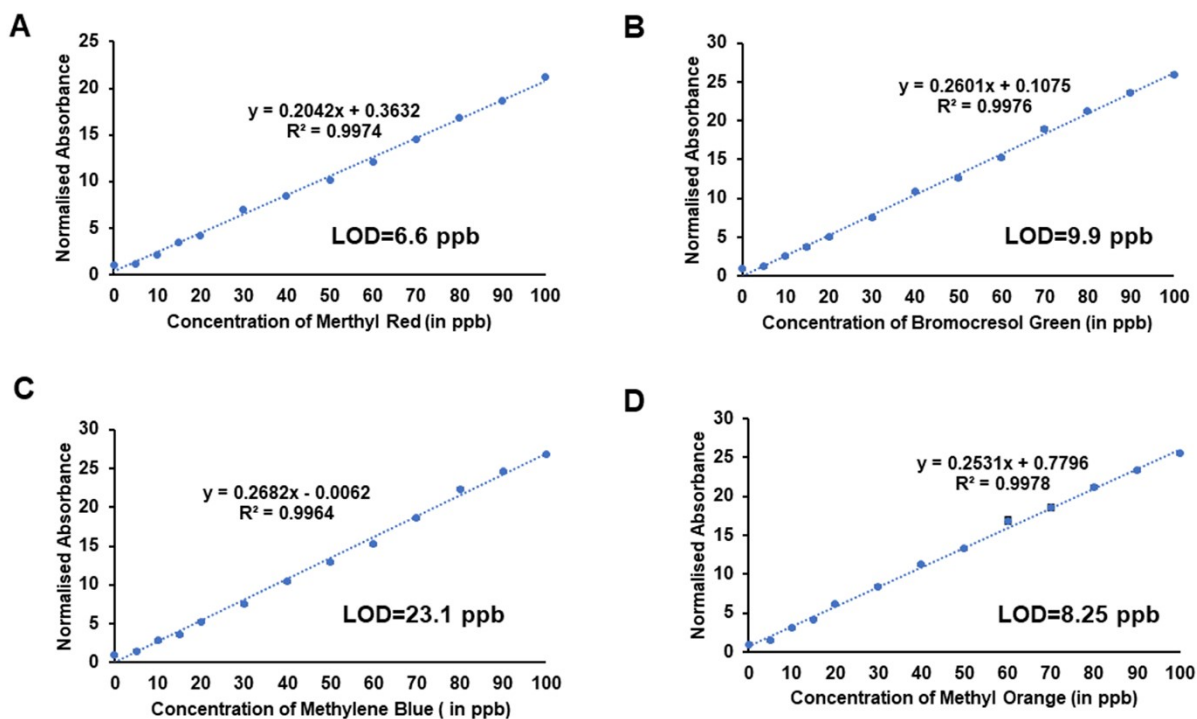 A
Normalised Absorbance
25
20
15
10
5
0
y = 0.2042x + 0.3632
R² = 0.9974
LOD=6.6 ppb
0 10 20 30 40 50 60 70 80 90 100
Concentration of Merthyl Red (in ppb)
B
Normalised Absorbance
30
25
20
15
10
5
0
y = 0.2601x + 0.1075
R² = 0.9976
LOD=9.9 ppb
0 10 20 30 40 50 60 70 80 90 100
Concentration of Bromocresol Green (in ppb)
C
Normalised Absorbance
30
25
20
15
10
5
0
y = 0.2682x - 0.0062
R² = 0.9964
LOD=23.1 ppb
0 10 20 30 40 50 60 70 80 90 100
Concentration of Methylene Blue ( in ppb)
D
Normalised Absorbance
30
25
20
15
10
5
0
y = 0.2531x + 0.7796
R² = 0.9978
LOD=8.25 ppb
0 10 20 30 40 50 60 70 80 90 100
Concentration of Methyl Orange (in ppb)